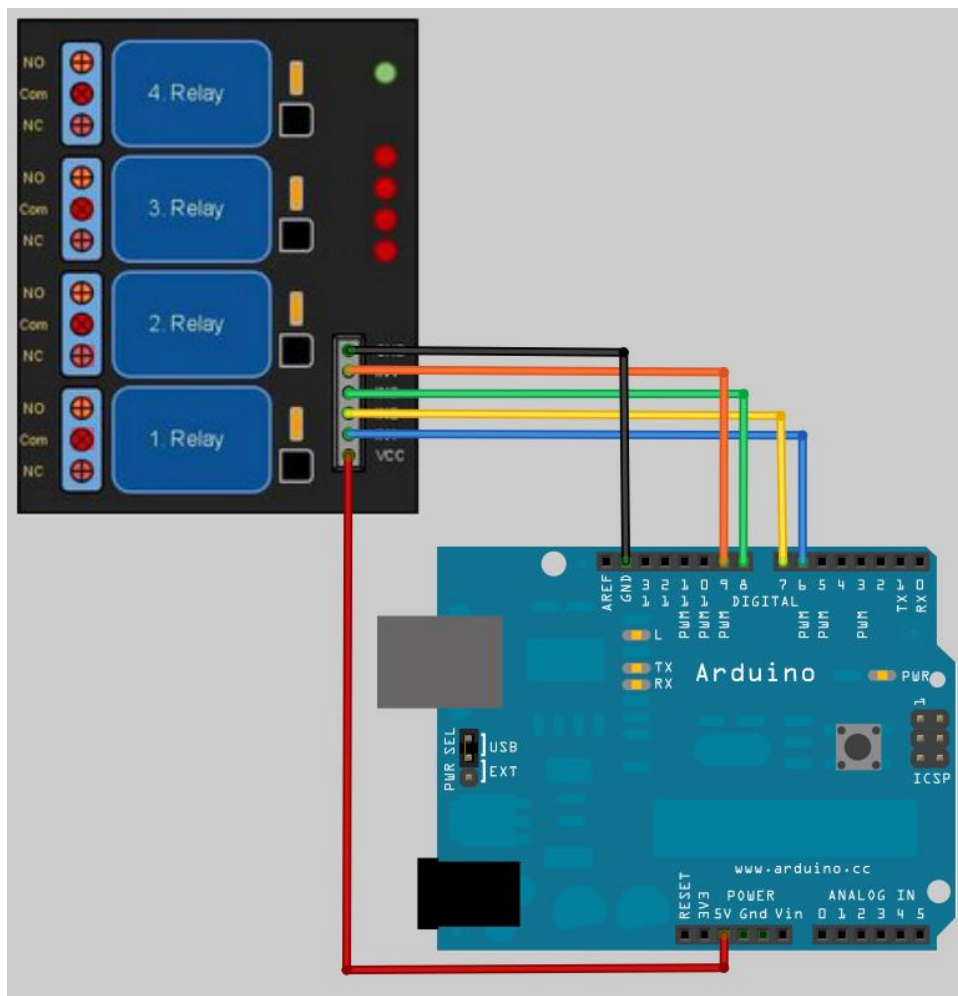 NO
Com
NC
4. Relay
NO
Com
NC
3. Relay
NO
Com
NC
2. Relay
NO
Com
NC
1. Relay
VCC
AREF
GND
13
12
11
10
9
8
7
6
5
4
3
2
1
0
PWM
PWM
PWM
PWM
PWM
PWM
TX
RX
DIGITAL
L
TX
RX
Arduino
PWR
1
ICSP
PWR SEL
USB
EXT
www.arduino.cc
POWER
ANALOG IN
RESET
3V3
5V Gnd Vin
0 1 2 3 4 5